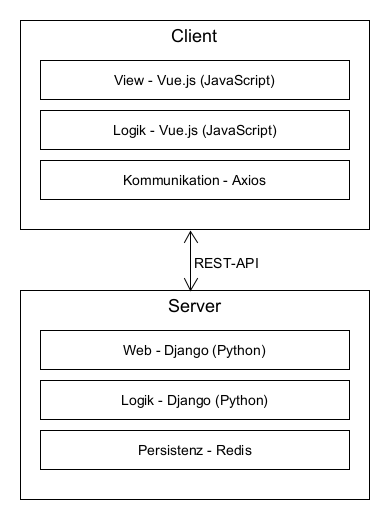 Client
View - Vue.js (JavaScript)
Logik - Vue.js (JavaScript)
Kommunikation - Axios
REST-API
Server
Web - Django (Python)
Logik - Django (Python)
Persistenz - Redis